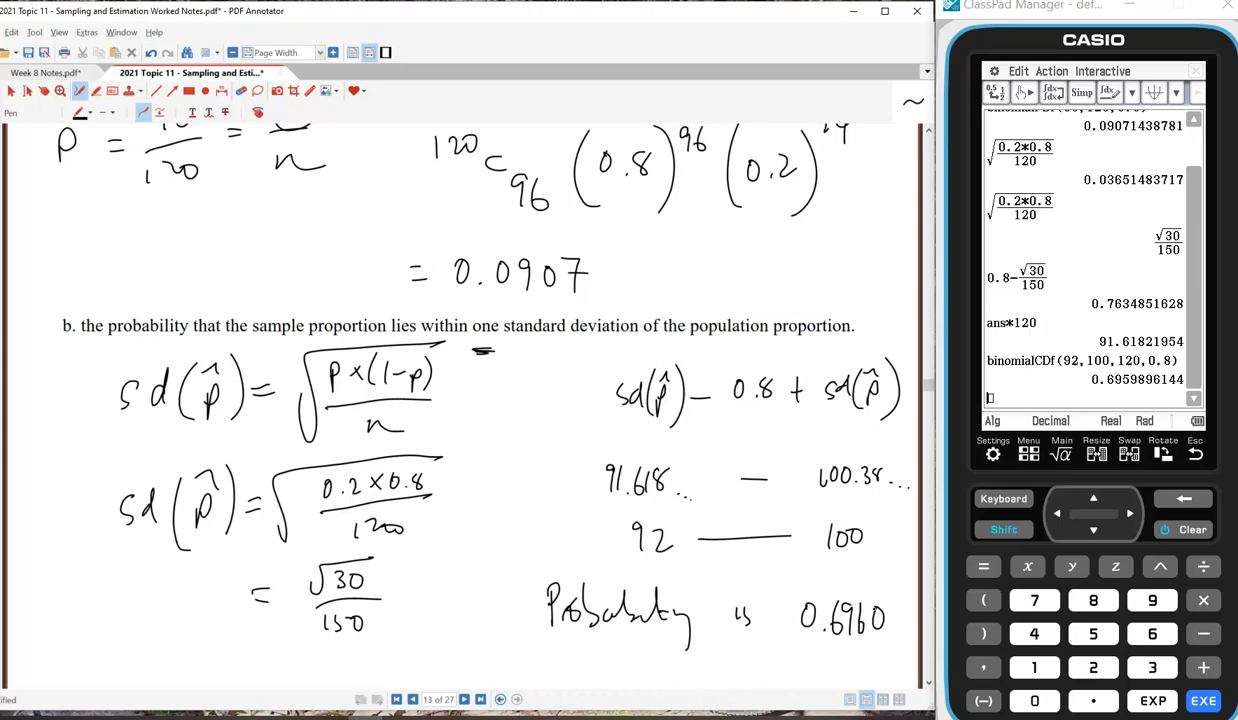 2021 Topic 11 - Sampling and Estimation Worked Notes.pdf* - PDF Annotator
ClassPad Manager - def...
Tool View Extras Window Help
Page Width
Week 8 Notes.pdf* 2021 Topic 11 - Sampling and Esti...*
Pen
P = /120 = /n
120 C 96 (0.8)^96 (0.2)
= 0.0907
b. the probability that the sample proportion lies within one standard deviation of the population proportion.
sd(p̂) = √(p×(1-p)/n)
sd(p̂) – 0.8 + sd(p̂)
sd(p̂) = √(0.2×0.8/120)
91.618... — 100.38...
92 — 100
= √30/150
Probability is 0.6960
13 of 27
CASIO
Edit Action Interactive
Simp
0.09071438781
√(0.2*0.8/120)
0.03651483717
√(0.2*0.8/120)
√30/150
0.8-√30/150
0.7634851628
ans*120
91.61821954
binomialCDf(92,100,120,0.8)
0.6959896144
Alg Decimal Real Rad
Settings Menu Main Resize Swap Rotate Esc
Keyboard
Shift Clear
= x y z ^ ÷
( 7 8 9 ×
) 4 5 6 −
, 1 2 3 +
(−) 0 . EXP EXE